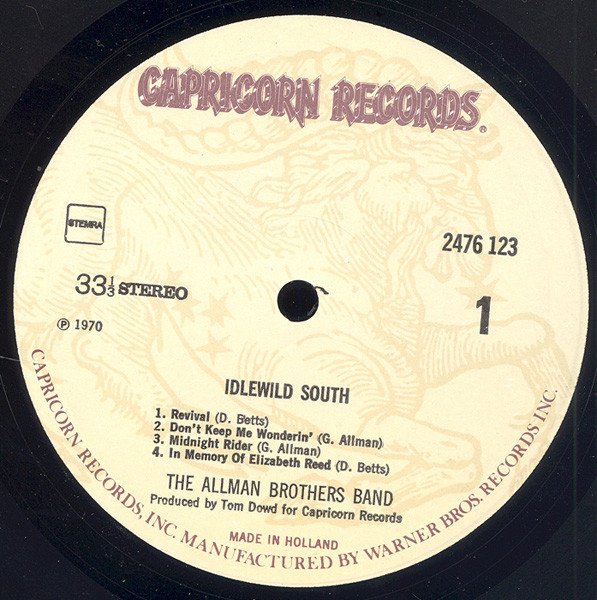 CAPRICORN RECORDS®
STEMRA
2476 123
33⅓ STEREO
1
Ⓟ 1970
IDLEWILD SOUTH
1. Revival (D. Betts)
2. Don't Keep Me Wonderin' (G. Allman)
3. Midnight Rider (G. Allman)
4. In Memory Of Elizabeth Reed (D. Betts)
THE ALLMAN BROTHERS BAND
Produced by Tom Dowd for Capricorn Records
MADE IN HOLLAND
CAPRICORN RECORDS, INC. MANUFACTURED BY WARNER BROS. RECORDS INC.